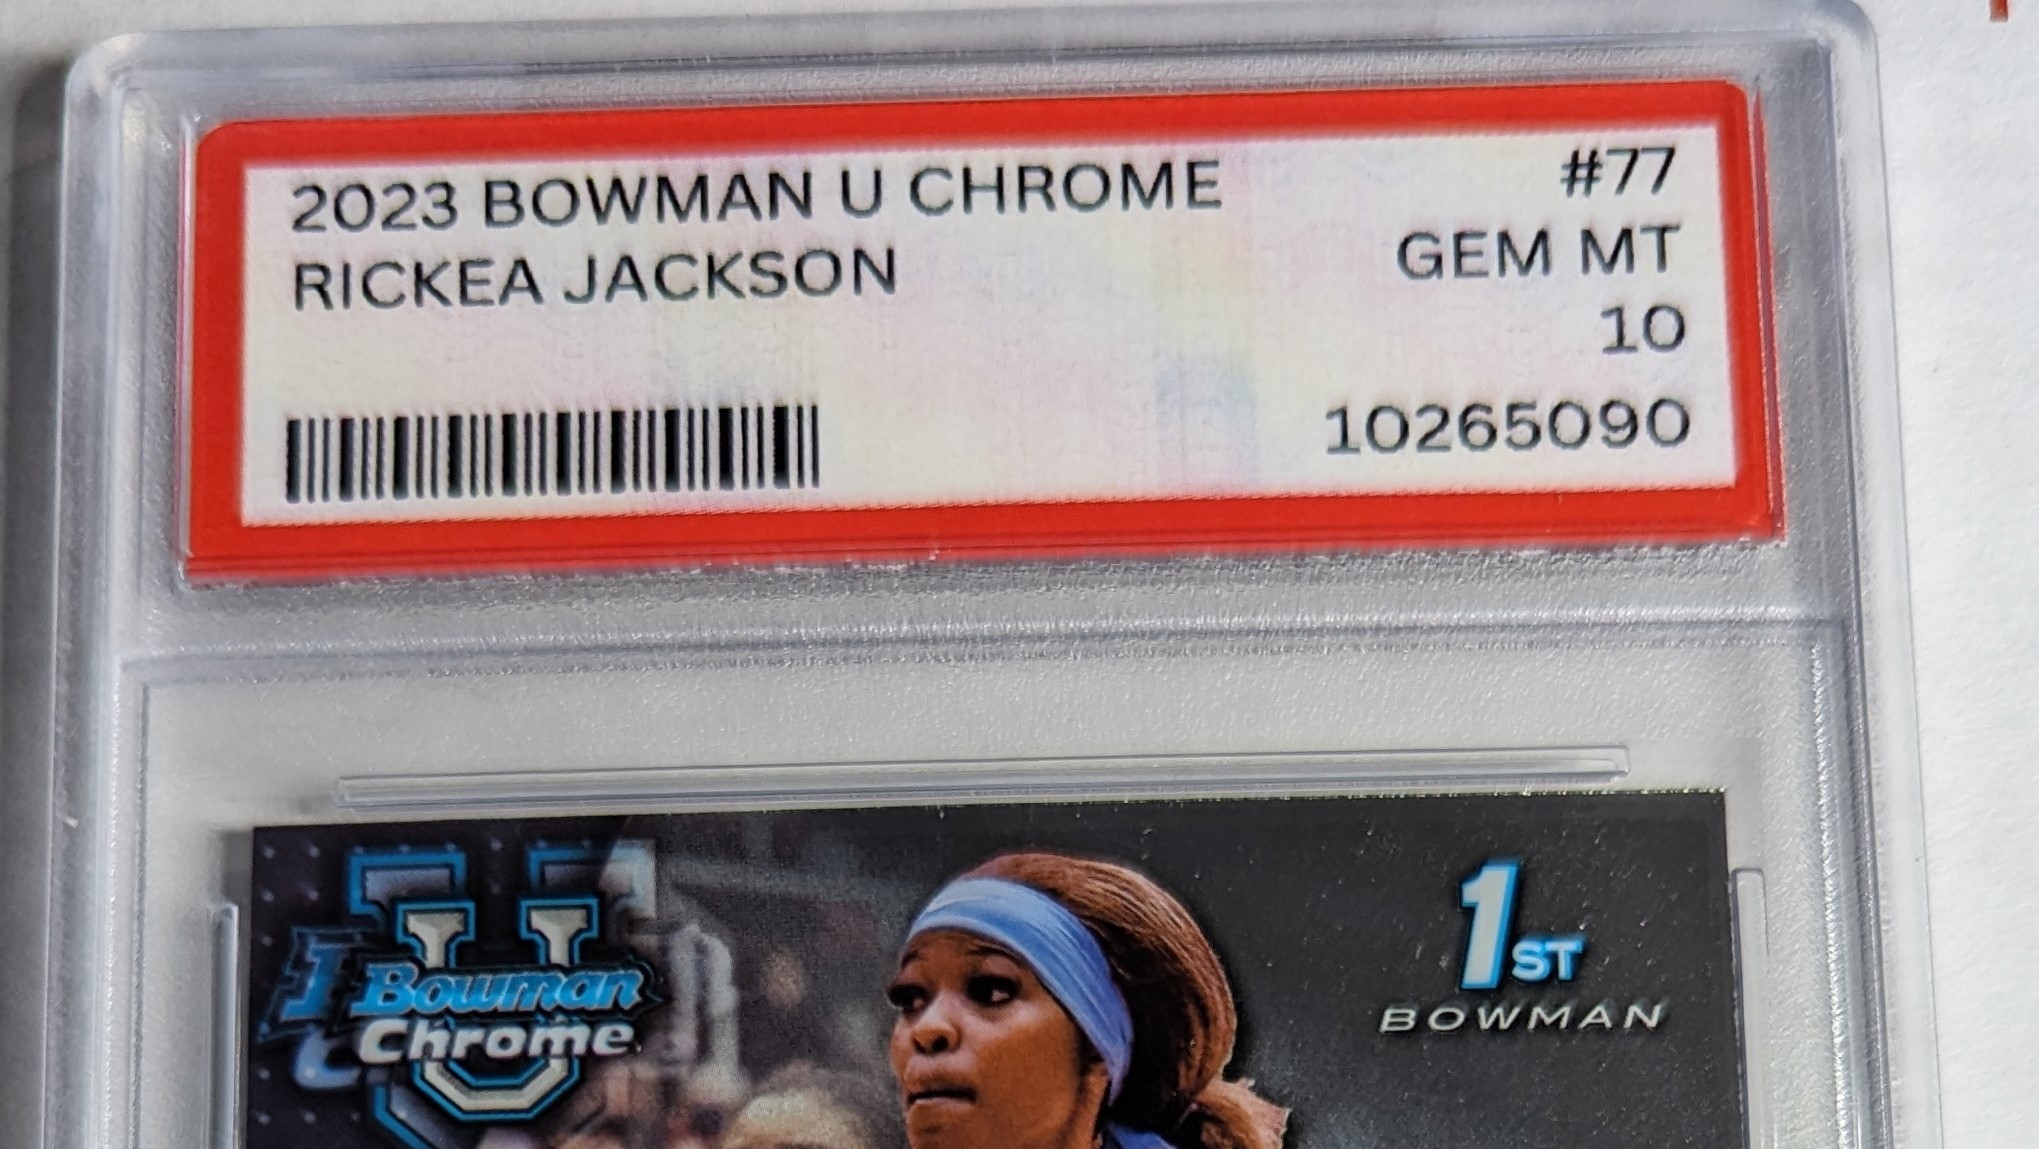 2023 BOWMAN U CHROME #77
RICKEA JACKSON GEM MT
10
10265090
U
1ST
Bowman
BOWMAN
Chrome